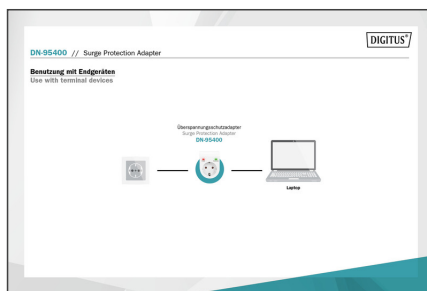 DIGITUS®
DN-95400 // Surge Protection Adapter
Benutzung mit Endgeräten
Use with terminal devices
Überspannungsschutzadapter
Surge Protection Adapter
DN-95400
Laptop